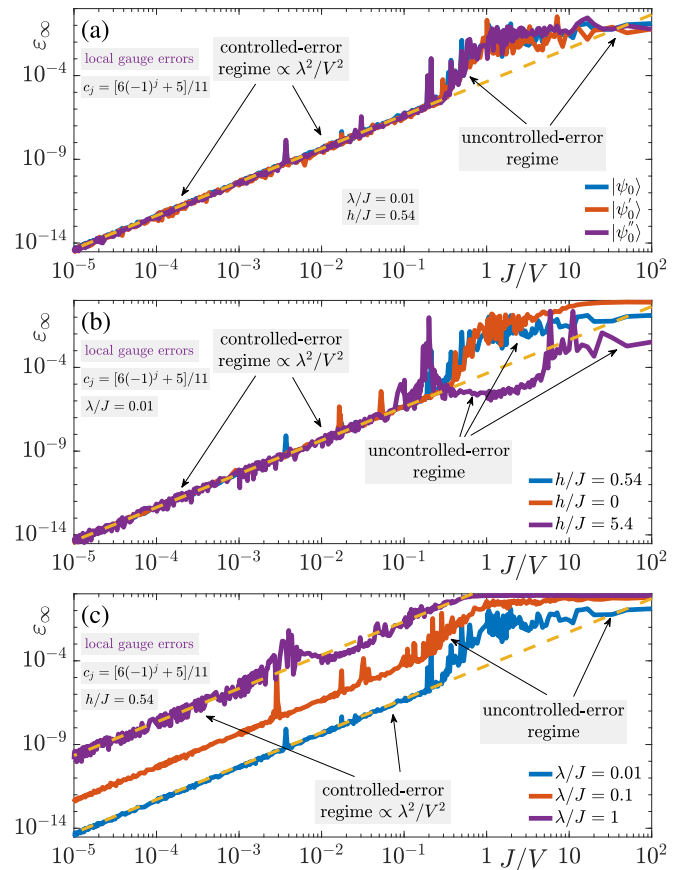 (a)
ε∞
10⁻⁴
10⁻⁹
10⁻¹⁴
local gauge errors
c_j = [6(−1)^j + 5]/11
controlled-error
regime ∝ λ²/V²
uncontrolled-error
regime
λ/J = 0.01
h/J = 0.54
|ψ₀⟩
|ψ₀′⟩
|ψ₀″⟩
10⁻⁵ 10⁻⁴ 10⁻³ 10⁻² 10⁻¹ 1 J/V 10 10²
(b)
ε∞
10⁻⁴
10⁻⁹
10⁻¹⁴
local gauge errors
c_j = [6(−1)^j + 5]/11
λ/J = 0.01
controlled-error
regime ∝ λ²/V²
uncontrolled-error
regime
h/J = 0.54
h/J = 0
h/J = 5.4
10⁻⁵ 10⁻⁴ 10⁻³ 10⁻² 10⁻¹ 1 J/V 10 10²
(c)
ε∞
10⁻⁴
10⁻⁹
10⁻¹⁴
local gauge errors
c_j = [6(−1)^j + 5]/11
h/J = 0.54
uncontrolled-error
regime
controlled-error
regime ∝ λ²/V²
λ/J = 0.01
λ/J = 0.1
λ/J = 1
10⁻⁵ 10⁻⁴ 10⁻³ 10⁻² 10⁻¹ 1 J/V 10 10²